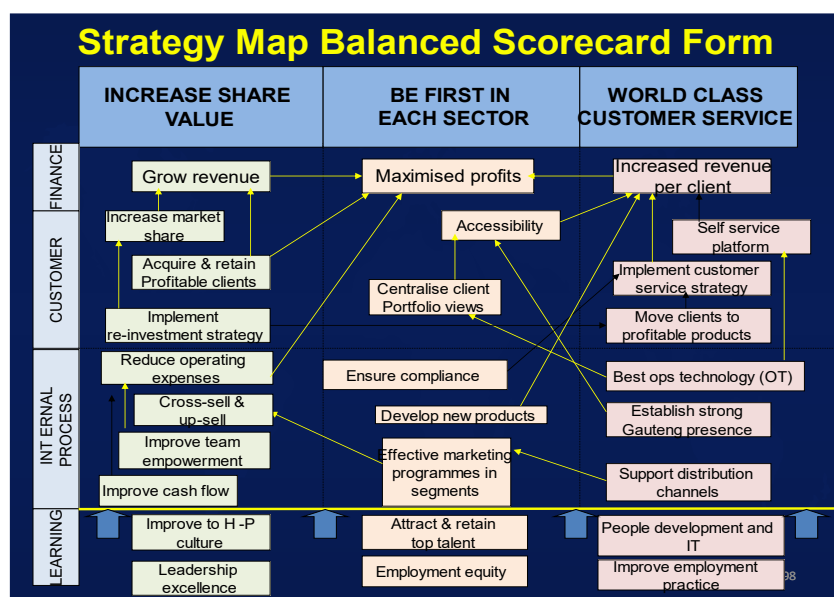 Strategy Map Balanced Scorecard Form
INCREASE SHARE
VALUE
BE FIRST IN
EACH SECTOR
WORLD CLASS
CUSTOMER SERVICE
FINANCE
Grow revenue
Maximised profits
Increased revenue
per client
CUSTOMER
Increase market
share
Accessibility
Self service
platform
Acquire & retain
Profitable clients
Centralise client
Portfolio views
Implement customer
service strategy
Implement
re-investment strategy
Move clients to
profitable products
INT ERNAL
PROCESS
Reduce operating
expenses
Ensure compliance
Best ops technology (OT)
Cross-sell &
up-sell
Develop new products
Establish strong
Gauteng presence
Improve team
empowerment
Effective marketing
programmes in
segments
Support distribution
channels
Improve cash flow
LEARNING
Improve to H -P
culture
Attract & retain
top talent
People development and
IT
Leadership
excellence
Employment equity
Improve employment
practice
98